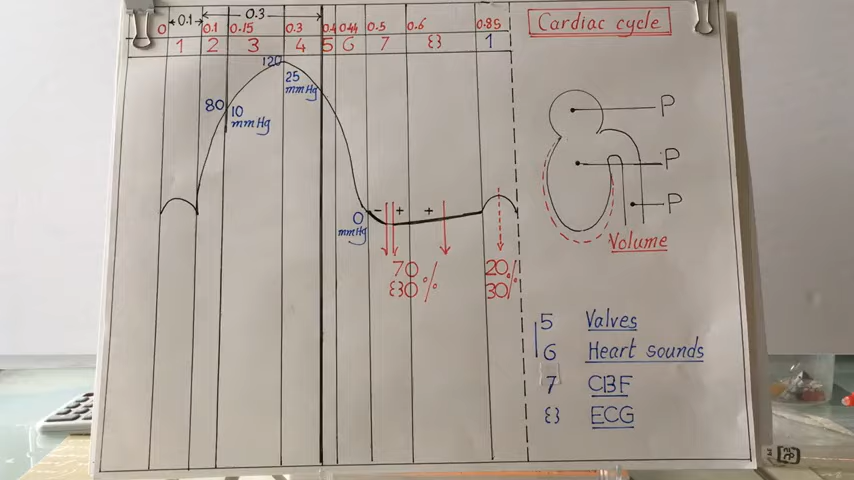 Cardiac cycle
0.1 0.3
0 0.1 0.15 0.3 0.4 0.44 0.5 0.6 0.85
1 2 3 4 5 6 7 8 1
120
25
mmHg
80
10
mmHg
0
mmHg
- + +
70 %
80
20%
30%
P
P
P
Volume
5 Valves
6 Heart sounds
7 CBF
8 ECG